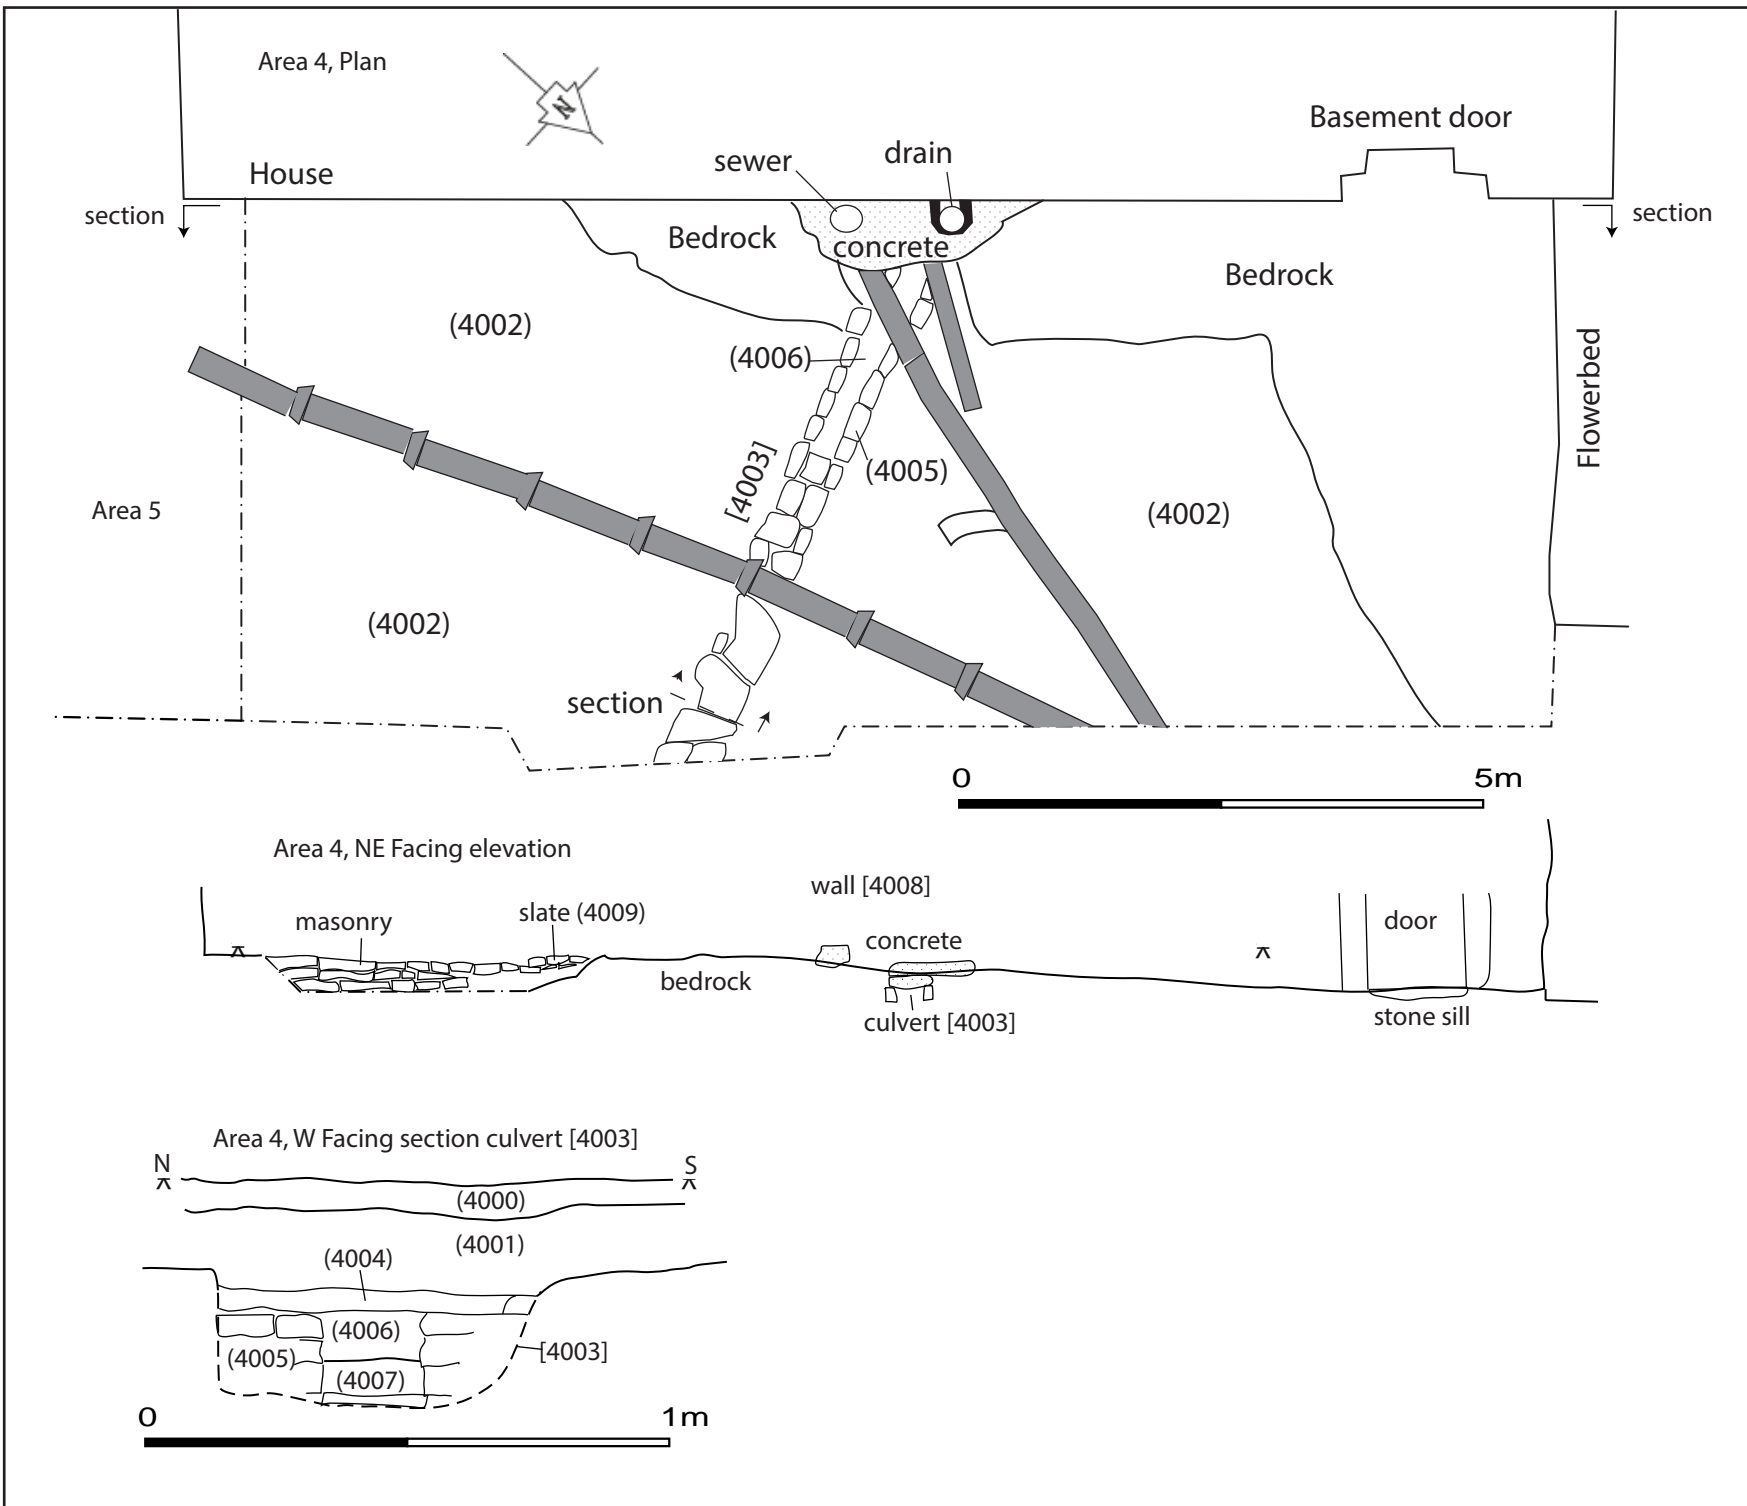 Area 4, Plan
N
Basement door
sewer
drain
House
section
section
Bedrock
concrete
Bedrock
(4002)
(4006)
Flowerbed
(4005)
[4003]
Area 5
(4002)
(4002)
section
0
5m
Area 4, NE Facing elevation
wall [4008]
masonry
slate (4009)
door
concrete
bedrock
culvert [4003]
stone sill
Area 4, W Facing section culvert [4003]
N
S
(4000)
(4001)
(4004)
(4006)
(4005)
[4003]
(4007)
0
1m